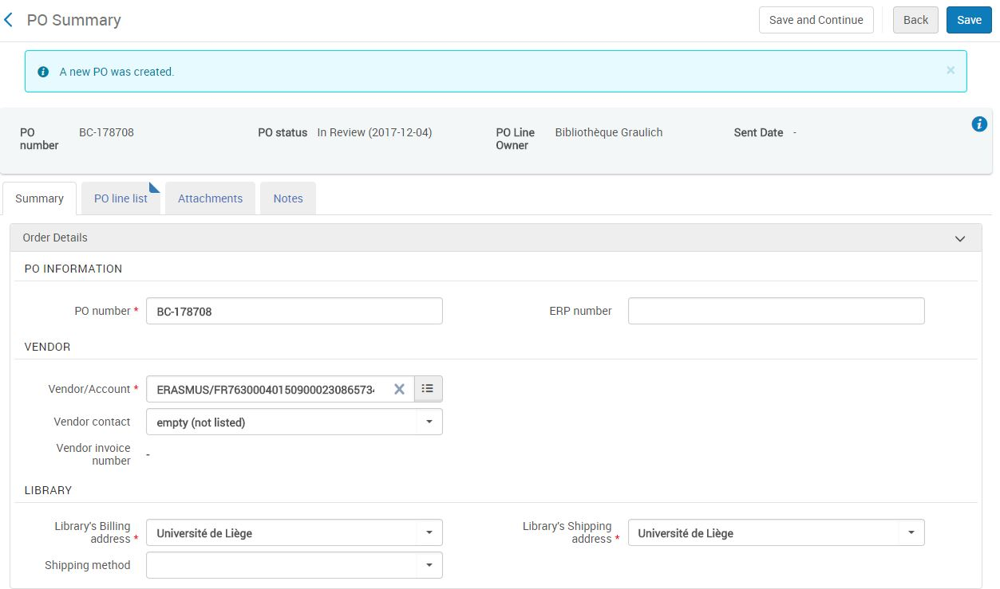 PO Summary
Save and Continue
Back
Save
A new PO was created.
PO number
BC-178708
PO status
In Review (2017-12-04)
PO Line Owner
Bibliothèque Graulich
Sent Date
-
Summary
PO line list
Attachments
Notes
Order Details
PO INFORMATION
PO number *
BC-178708
ERP number
VENDOR
Vendor/Account *
ERASMUS/FR763000401509000230865734
Vendor contact
empty (not listed)
Vendor invoice number
-
LIBRARY
Library's Billing address *
Université de Liège
Library's Shipping address *
Université de Liège
Shipping method